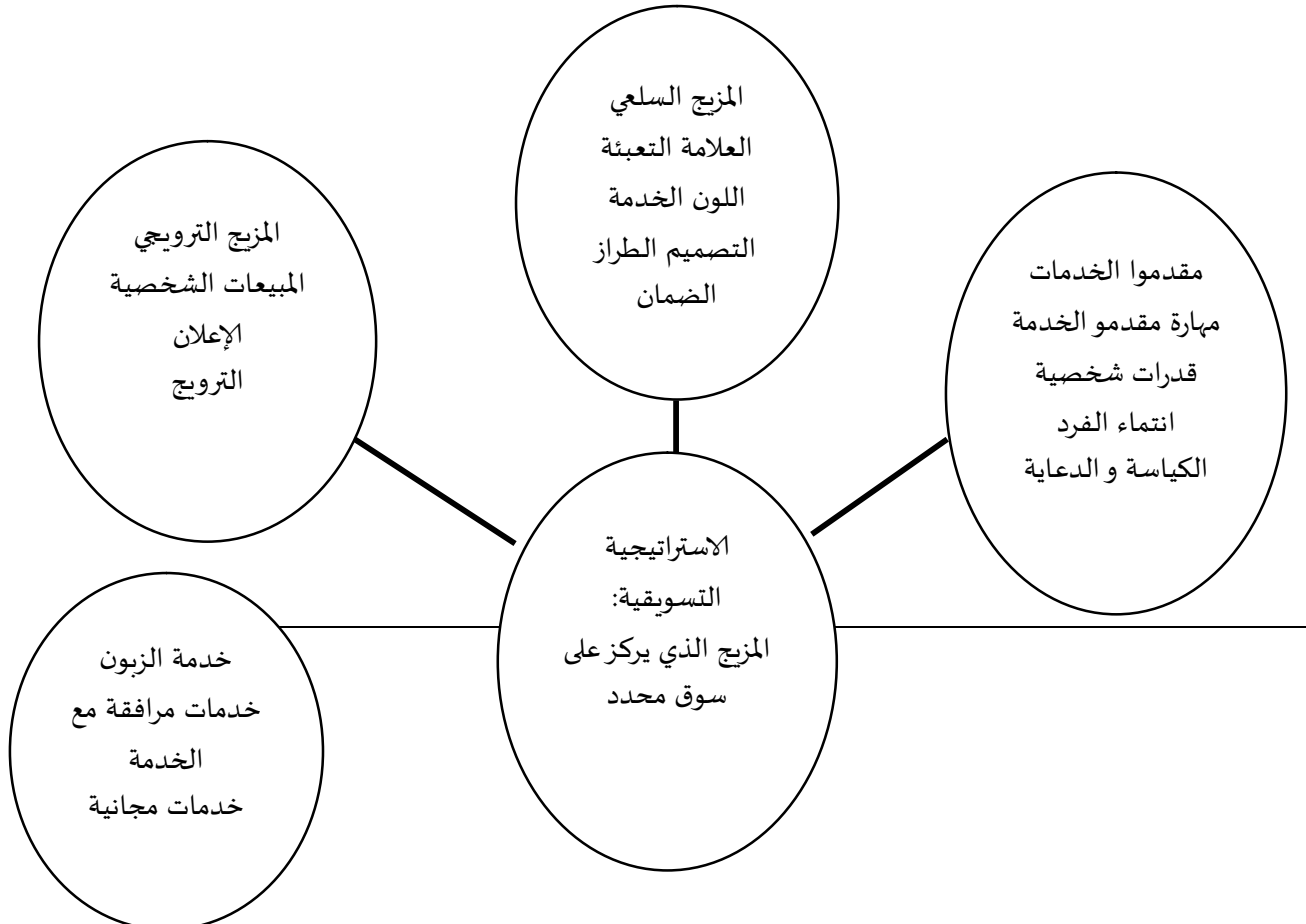 المزيج السلعي
العلامة التعبئة
اللون الخدمة
التصميم الطراز
الضمان
مقدموا الخدمات
مهارة مقدمو الخدمة
قدرات شخصية
انتماء الفرد
الكياسة و الدعاية
المزيج الترويجي
المبيعات الشخصية
الإعلان
الترويج
الاستراتيجية
التسويقية:
المزيج الذي يركز على
سوق محدد
خدمة الزبون
خدمات مرافقة مع
الخدمة
خدمات مجانية